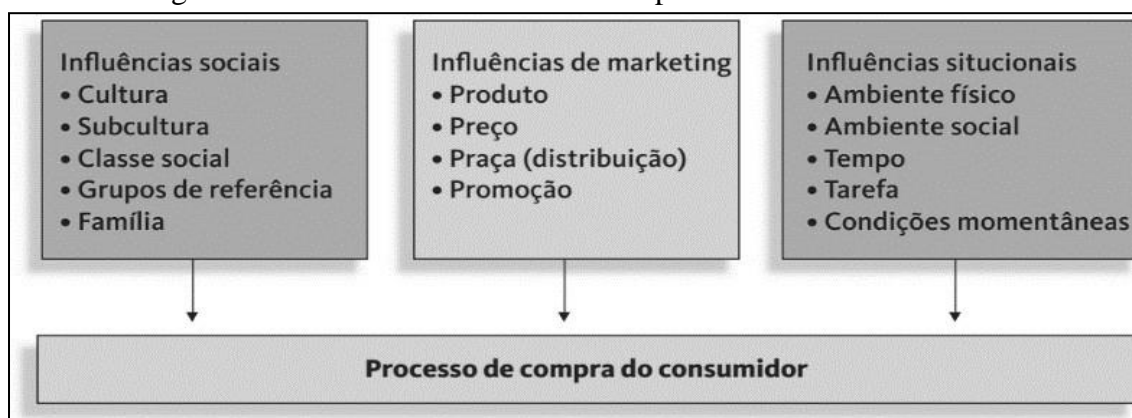 Influências sociais
• Cultura
• Subcultura
• Classe social
• Grupos de referência
• Família
Influências de marketing
• Produto
• Preço
• Praça (distribuição)
• Promoção
Influências situcionais
• Ambiente físico
• Ambiente social
• Tempo
• Tarefa
• Condições momentâneas
Processo de compra do consumidor